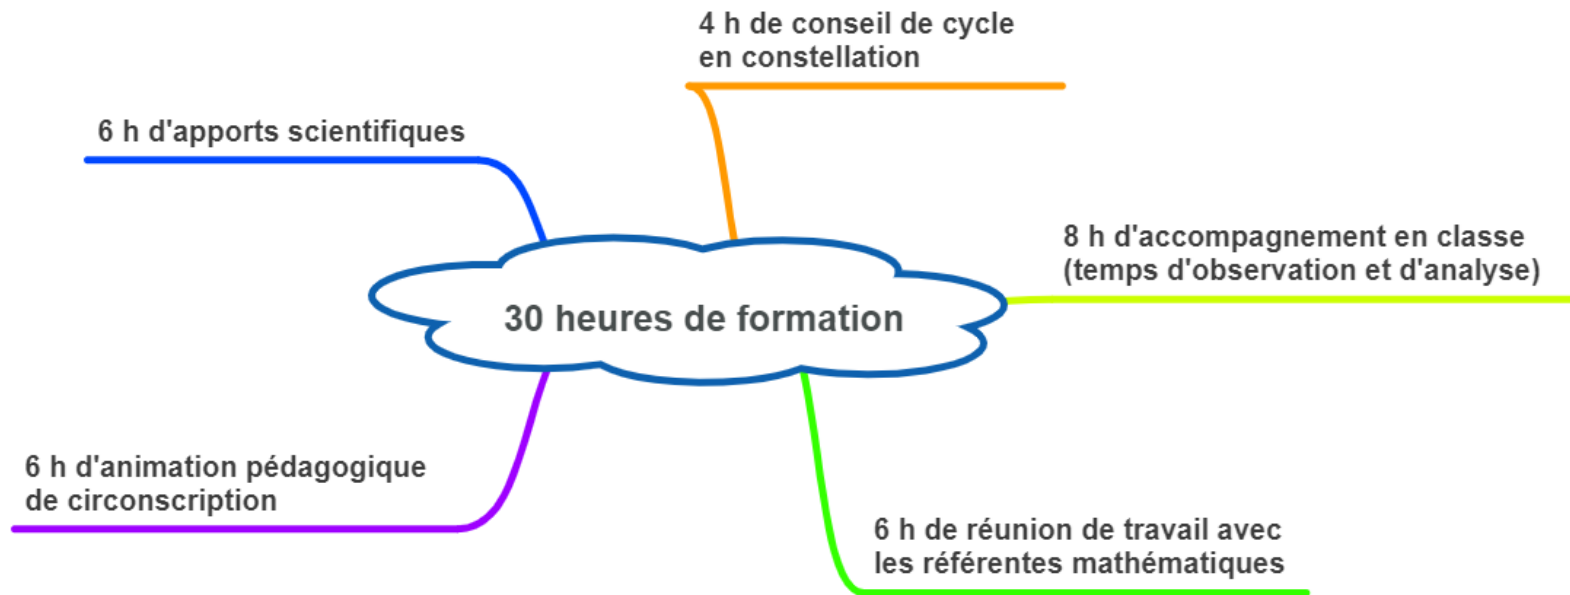 4 h de conseil de cycle
en constellation
6 h d'apports scientifiques
8 h d'accompagnement en classe
(temps d'observation et d'analyse)
30 heures de formation
6 h d'animation pédagogique
de circonscription
6 h de réunion de travail avec
les référentes mathématiques